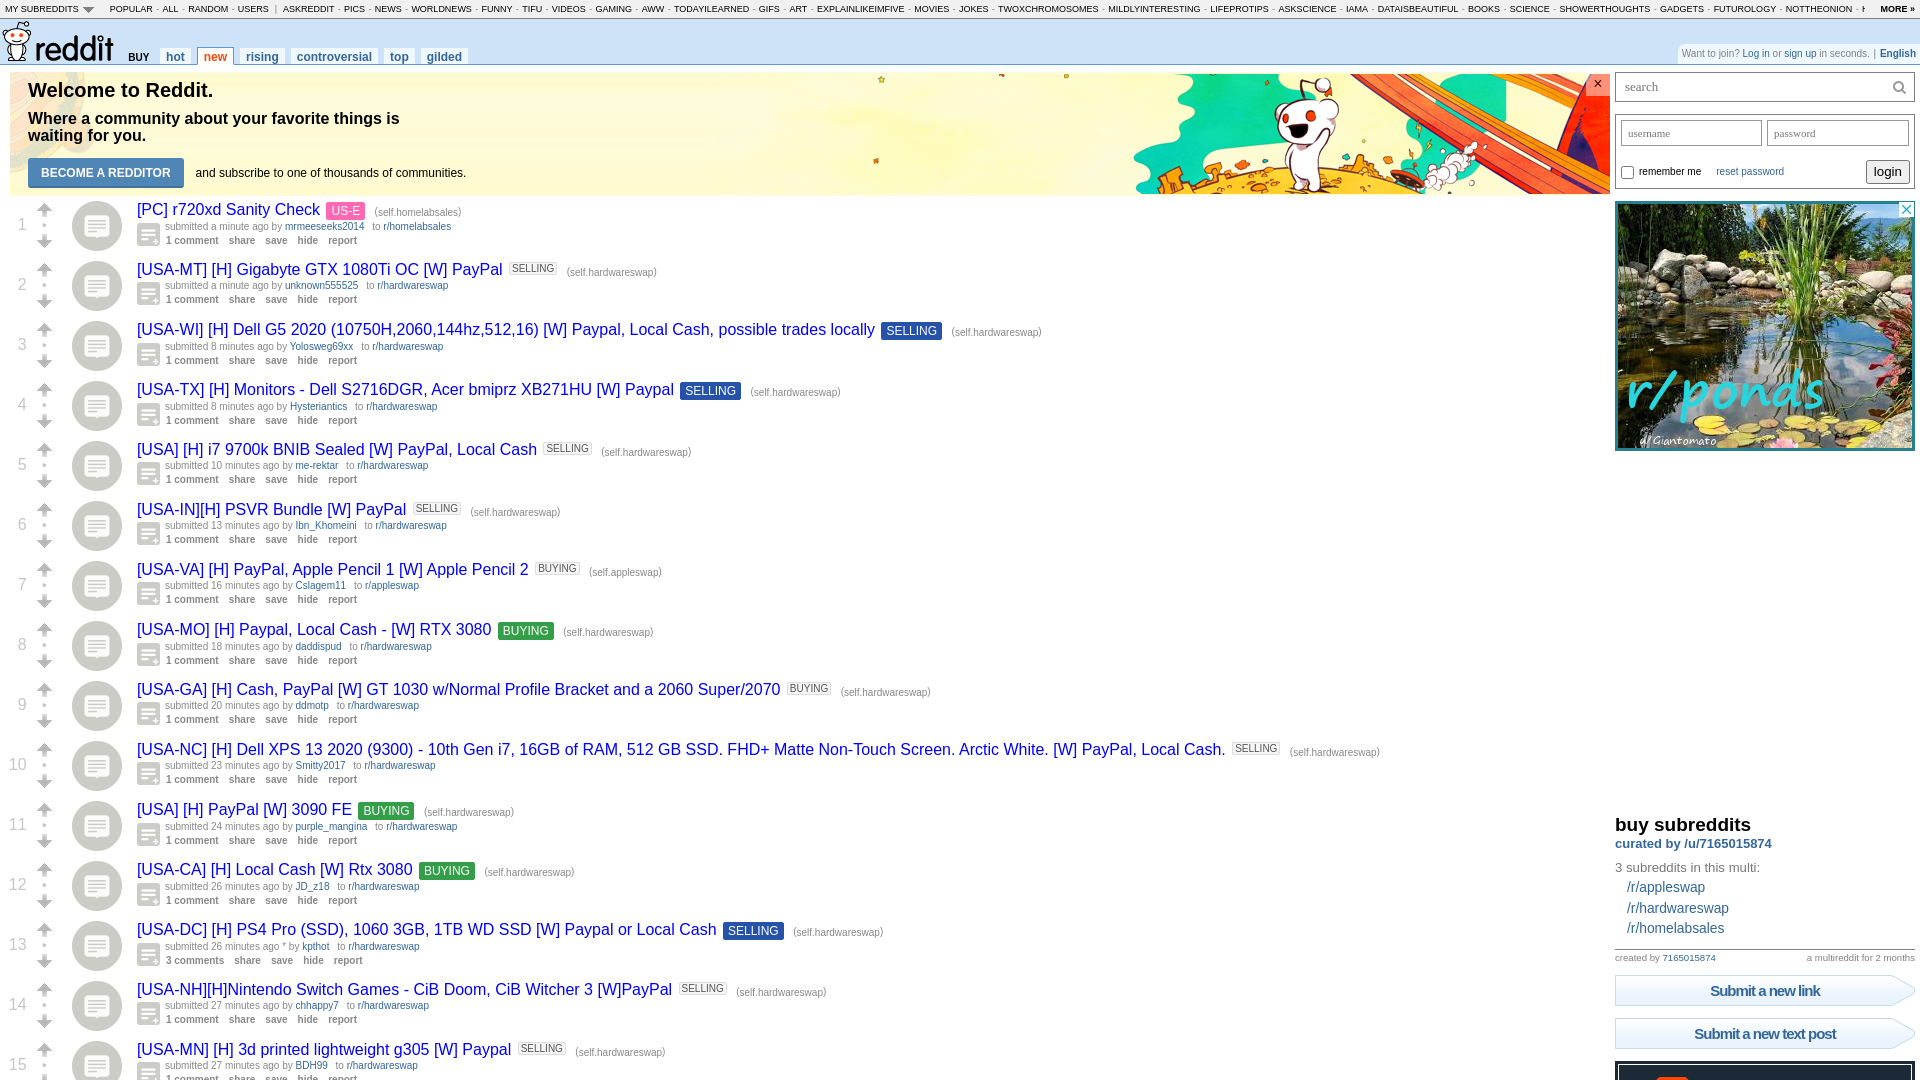 MY SUBREDDITS POPULAR - ALL - RANDOM - USERS | ASKREDDIT - PICS - NEWS - WORLDNEWS - FUNNY - TIFU - VIDEOS - GAMING - AWW - TODAYILEARNED - GIFS - ART - EXPLAINLIKEIMFIVE - MOVIES - JOKES - TWOXCHROMOSOMES - MILDLYINTERESTING - LIFEPROTIPS - ASKSCIENCE - IAMA - DATAISBEAUTIFUL - BOOKS - SCIENCE - SHOWERTHOUGHTS - GADGETS - FUTUROLOGY - NOTTHEONION - MORE »
reddit BUY hot new rising controversial top gilded
Want to join? Log in or sign up in seconds. | English
Welcome to Reddit.
Where a community about your favorite things is
waiting for you.
BECOME A REDDITOR and subscribe to one of thousands of communities.
×
1
[PC] r720xd Sanity Check US-E (self.homelabsales)
submitted a minute ago by mrmeeseeks2014 to r/homelabsales
1 comment share save hide report
2
[USA-MT] [H] Gigabyte GTX 1080Ti OC [W] PayPal SELLING (self.hardwareswap)
submitted a minute ago by unknown555525 to r/hardwareswap
1 comment share save hide report
3
[USA-WI] [H] Dell G5 2020 (10750H,2060,144hz,512,16) [W] Paypal, Local Cash, possible trades locally SELLING (self.hardwareswap)
submitted 8 minutes ago by Yolosweg69xx to r/hardwareswap
1 comment share save hide report
4
[USA-TX] [H] Monitors - Dell S2716DGR, Acer bmiprz XB271HU [W] Paypal SELLING (self.hardwareswap)
submitted 8 minutes ago by Hysteriantics to r/hardwareswap
1 comment share save hide report
5
[USA] [H] i7 9700k BNIB Sealed [W] PayPal, Local Cash SELLING (self.hardwareswap)
submitted 10 minutes ago by me-rektar to r/hardwareswap
1 comment share save hide report
6
[USA-IN][H] PSVR Bundle [W] PayPal SELLING (self.hardwareswap)
submitted 13 minutes ago by Ibn_Khomeini to r/hardwareswap
1 comment share save hide report
7
[USA-VA] [H] PayPal, Apple Pencil 1 [W] Apple Pencil 2 BUYING (self.appleswap)
submitted 16 minutes ago by Cslagem11 to r/appleswap
1 comment share save hide report
8
[USA-MO] [H] Paypal, Local Cash - [W] RTX 3080 BUYING (self.hardwareswap)
submitted 18 minutes ago by daddispud to r/hardwareswap
1 comment share save hide report
9
[USA-GA] [H] Cash, PayPal [W] GT 1030 w/Normal Profile Bracket and a 2060 Super/2070 BUYING (self.hardwareswap)
submitted 20 minutes ago by ddmotp to r/hardwareswap
1 comment share save hide report
10
[USA-NC] [H] Dell XPS 13 2020 (9300) - 10th Gen i7, 16GB of RAM, 512 GB SSD. FHD+ Matte Non-Touch Screen. Arctic White. [W] PayPal, Local Cash. SELLING (self.hardwareswap)
submitted 23 minutes ago by Smitty2017 to r/hardwareswap
1 comment share save hide report
11
[USA] [H] PayPal [W] 3090 FE BUYING (self.hardwareswap)
submitted 24 minutes ago by purple_mangina to r/hardwareswap
1 comment share save hide report
12
[USA-CA] [H] Local Cash [W] Rtx 3080 BUYING (self.hardwareswap)
submitted 26 minutes ago by JD_z18 to r/hardwareswap
1 comment share save hide report
13
[USA-DC] [H] PS4 Pro (SSD), 1060 3GB, 1TB WD SSD [W] Paypal or Local Cash SELLING (self.hardwareswap)
submitted 26 minutes ago * by kpthot to r/hardwareswap
3 comments share save hide report
14
[USA-NH][H]Nintendo Switch Games - CiB Doom, CiB Witcher 3 [W]PayPal SELLING (self.hardwareswap)
submitted 27 minutes ago by chhappy7 to r/hardwareswap
1 comment share save hide report
15
[USA-MN] [H] 3d printed lightweight g305 [W] Paypal SELLING (self.hardwareswap)
submitted 27 minutes ago by BDH99 to r/hardwareswap
1 comment share save hide report
search
username password
remember me reset password login
r/ponds
u/Giantomato
buy subreddits
curated by /u/7165015874
3 subreddits in this multi:
/r/appleswap
/r/hardwareswap
/r/homelabsales
created by 7165015874 a multireddit for 2 months
Submit a new link
Submit a new text post